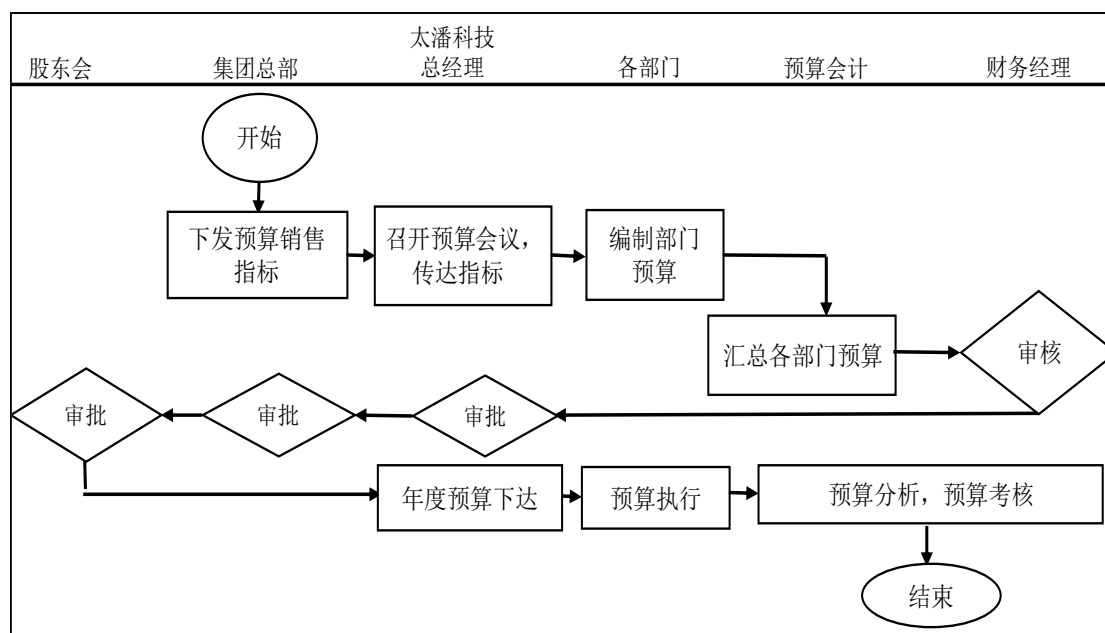 股东会
集团总部
太潘科技
总经理
各部门
预算会计
财务经理
开始
下发预算销售
指标
召开预算会议，
传达指标
编制部门
预算
汇总各部门预算
审核
审批
审批
审批
年度预算下达
预算执行
预算分析，预算考核
结束